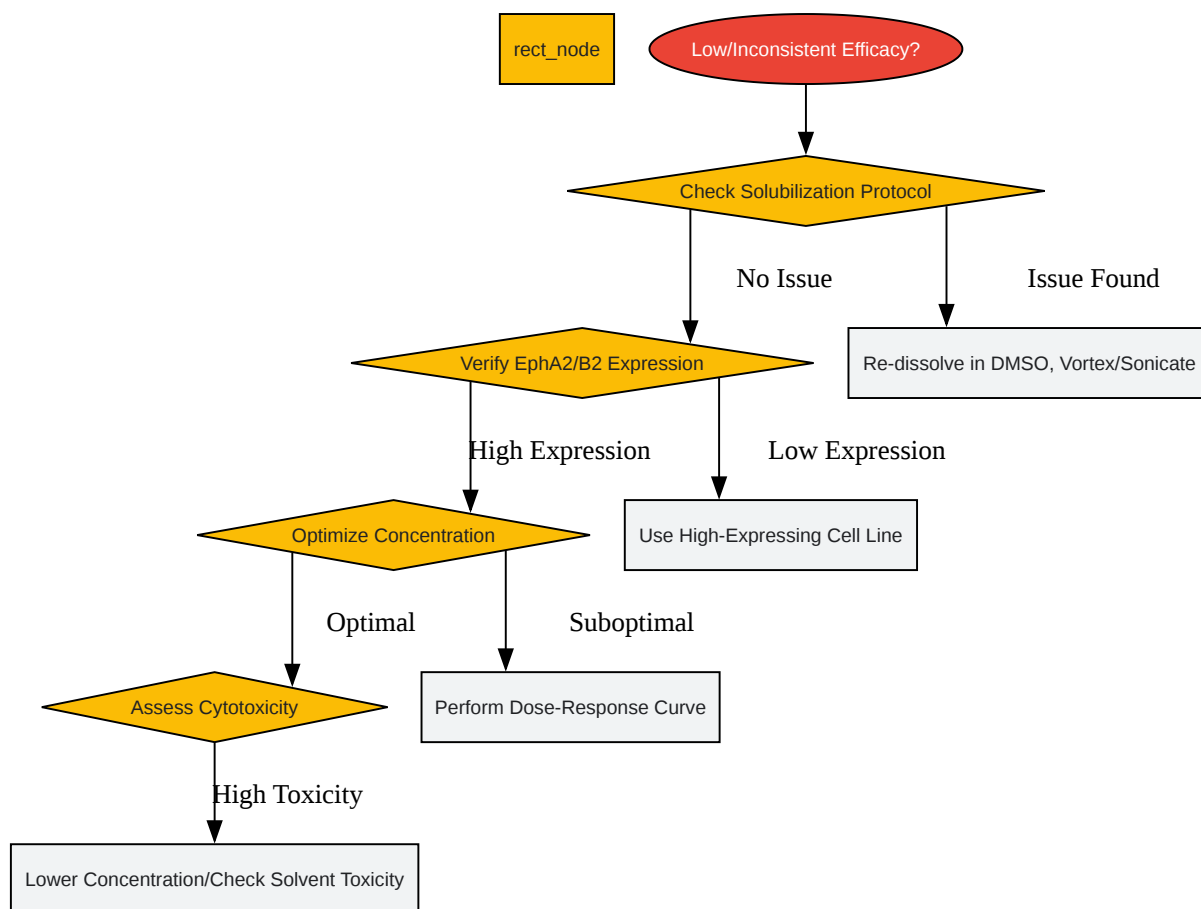 rect_node
Low/Inconsistent Efficacy?
Check Solubilization Protocol
No Issue
Issue Found
Verify EphA2/B2 Expression
Re-dissolve in DMSO, Vortex/Sonicate
High Expression
Low Expression
Optimize Concentration
Use High-Expressing Cell Line
Optimal
Suboptimal
Assess Cytotoxicity
Perform Dose-Response Curve
High Toxicity
Lower Concentration/Check Solvent Toxicity